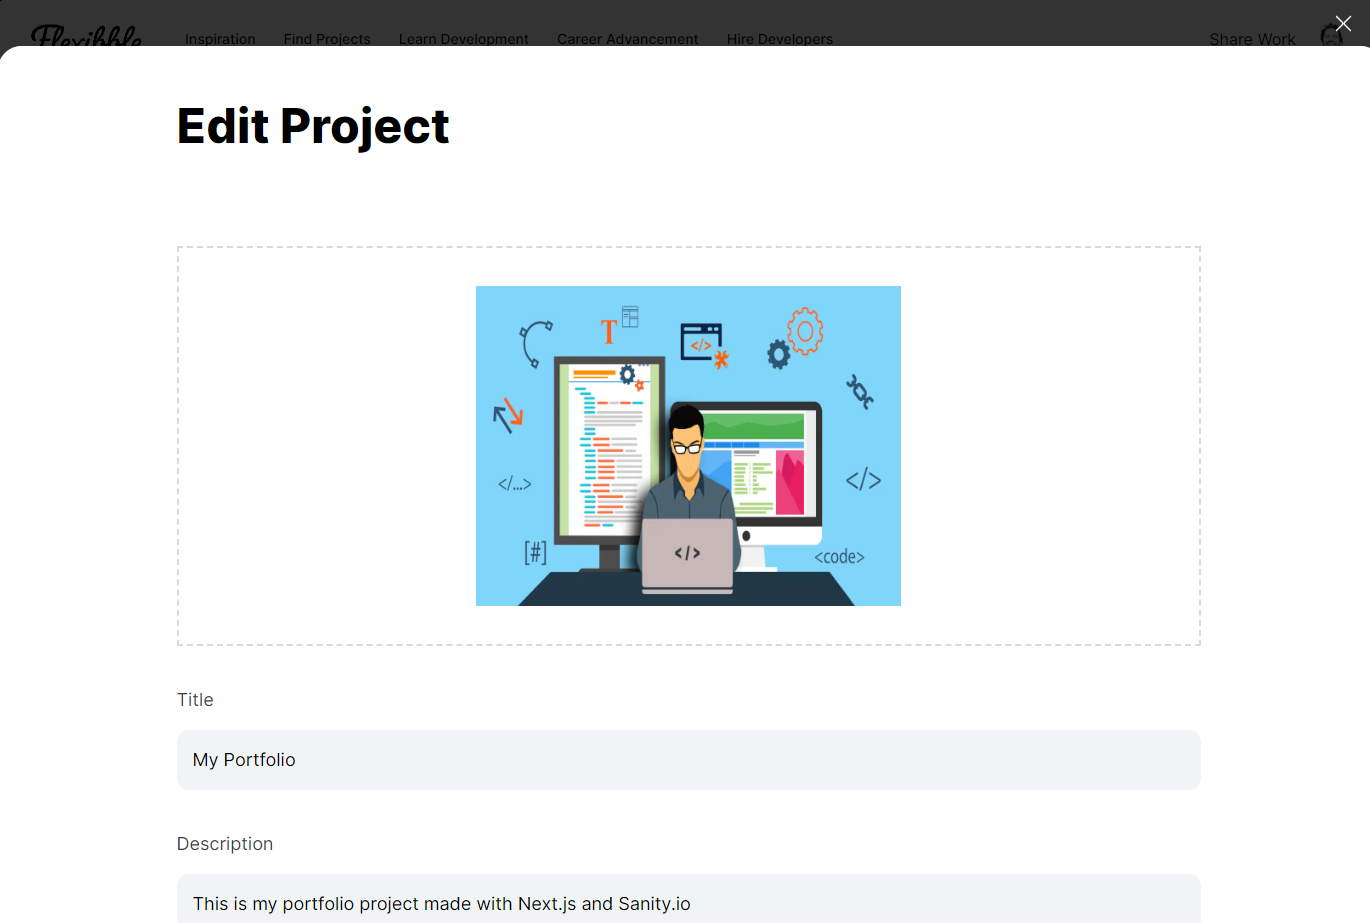 Flexibble
Inspiration Find Projects Learn Development Career Advancement Hire Developers Share Work
Edit Project
T
</>
</...>
</>
[#]
</>
<code>
Title
My Portfolio
Description
This is my portfolio project made with Next.js and Sanity.io